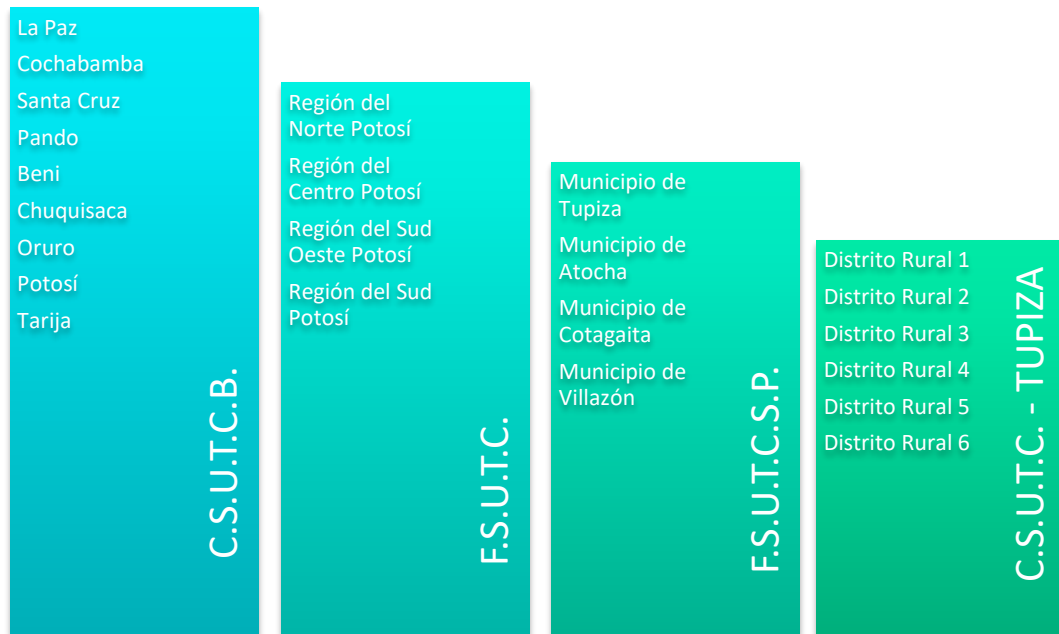 La Paz
Cochabamba
Santa Cruz
Pando
Beni
Chuquisaca
Oruro
Potosí
Tarija
C.S.U.T.C.B.
Región del
Norte Potosí
Región del
Centro Potosí
Región del Sud
Oeste Potosí
Región del Sud
Potosí
F.S.U.T.C.
Municipio de
Tupiza
Municipio de
Atocha
Municipio de
Cotagaita
Municipio de
Villazón
F.S.U.T.C.S.P.
Distrito Rural 1
Distrito Rural 2
Distrito Rural 3
Distrito Rural 4
Distrito Rural 5
Distrito Rural 6
C.S.U.T.C. - TUPIZA